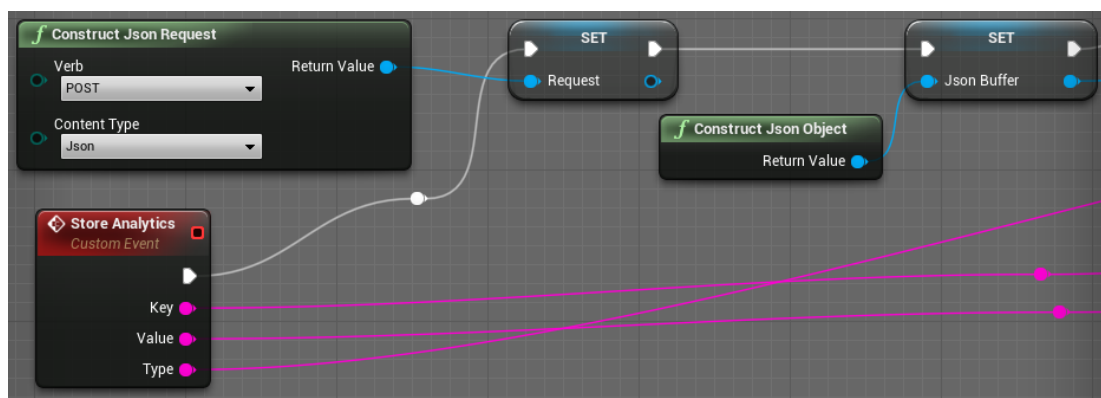 Construct Json Request
Verb
Return Value
POST
Content Type
Json
SET
Request
SET
Json Buffer
Construct Json Object
Return Value
Store Analytics
Custom Event
Key
Value
Type